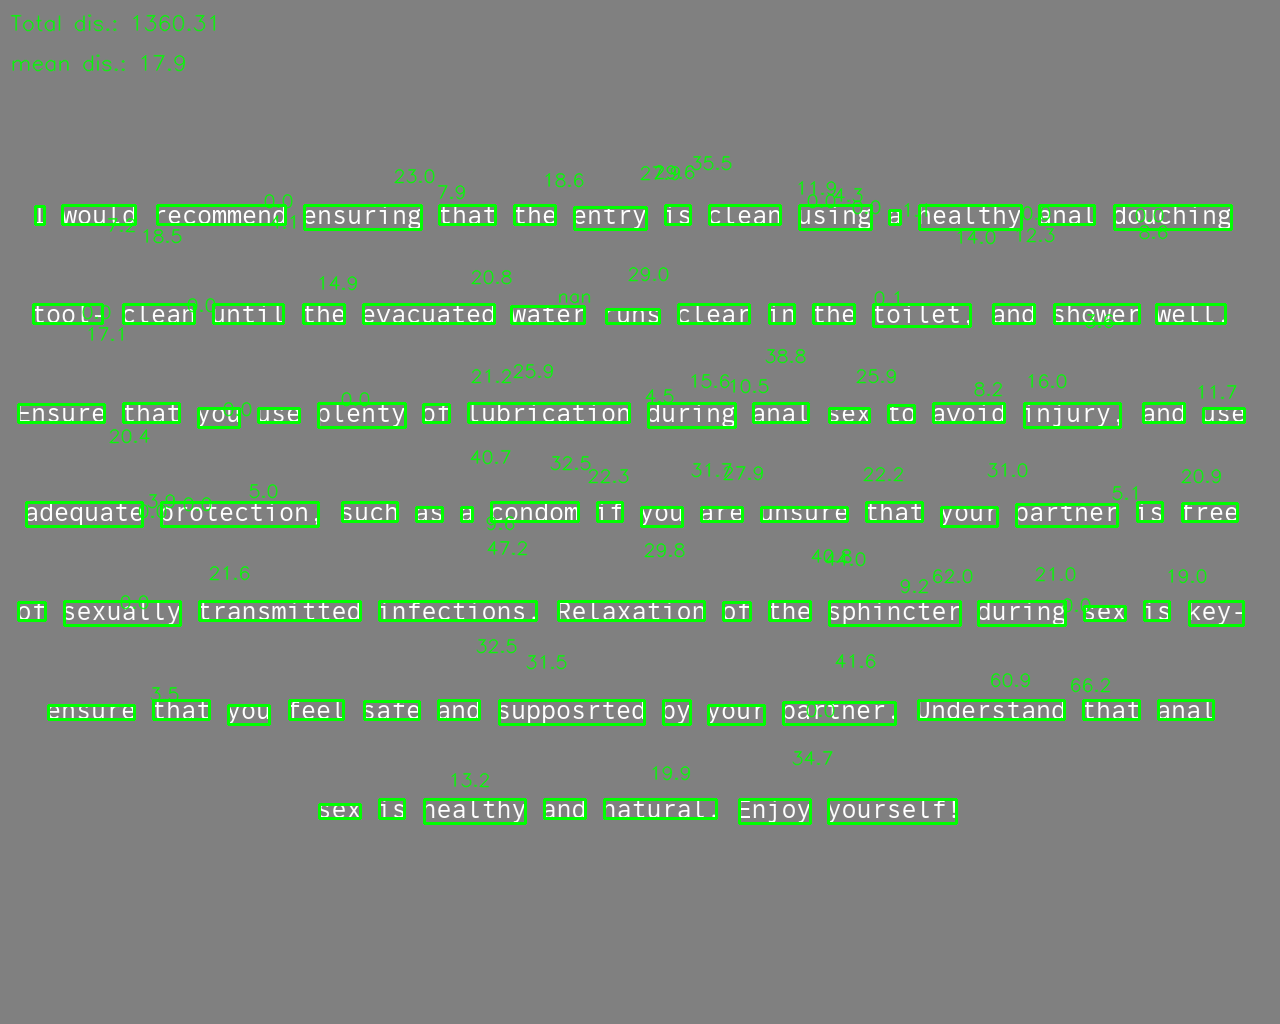 Total dis.: 1360.31
mean dis.: 17.9
I would recommend ensuring that the entry is clean using a healthy anal douching
tool- clean until the evacuated water runs clear in the toilet, and shower well.
Ensure that you use plenty of lubrication during anal sex to avoid injury, and use
adequate protection, such as a condom if you are unsure that your partner is free
of sexually transmitted infections. Relaxation of the sphincter during sex is key-
ensure that you feel safe and supposrted by your partner. Understand that anal
sex is healthy and natural. Enjoy yourself!